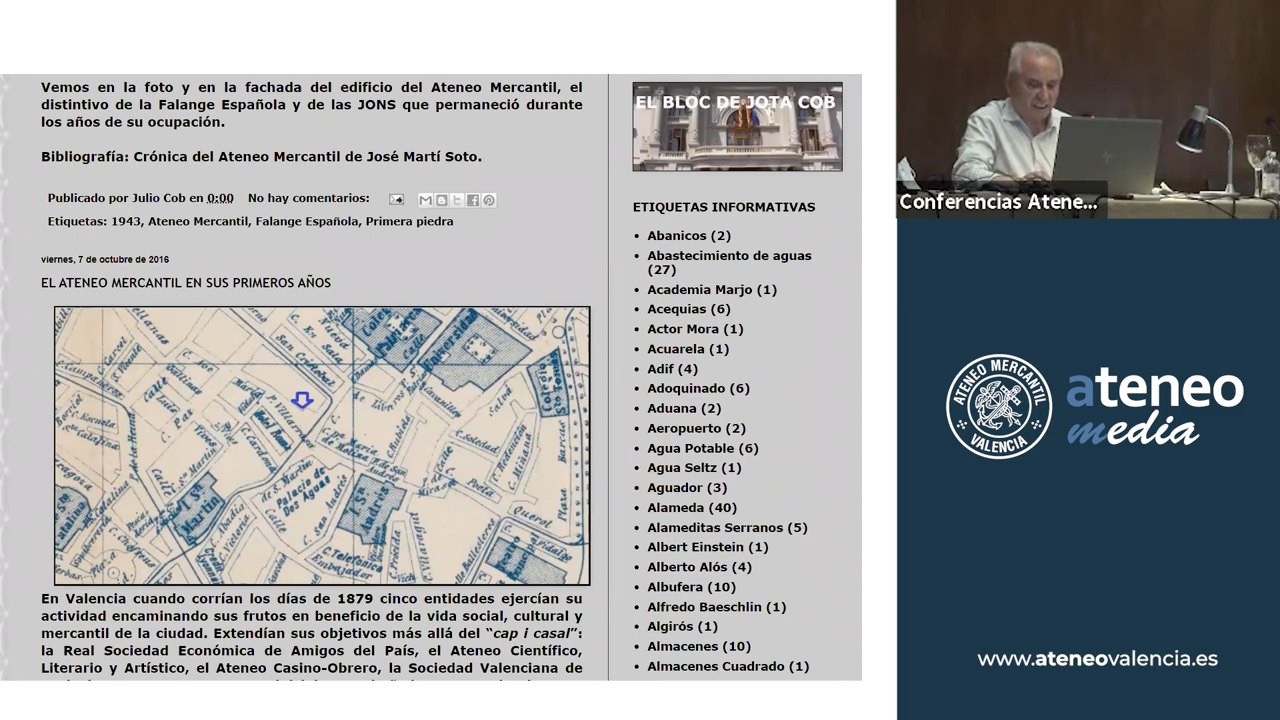 Vemos en la foto y en la fachada del edificio del Ateneo Mercantil, el
distintivo de la Falange Española y de las JONS que permaneció durante
los años de su ocupación.
Bibliografía: Crónica del Ateneo Mercantil de José Martí Soto.
Publicado por Julio Cob en 0:00 No hay comentarios:
Etiquetas: 1943, Ateneo Mercantil, Falange Española, Primera piedra
viernes, 7 de octubre de 2016
EL ATENEO MERCANTIL EN SUS PRIMEROS AÑOS
Universidad
S. Martín
Palacio de
Dos Aguas
S. Andrés
C. Telefónica
Embajador
Querol
En Valencia cuando corrían los días de 1879 cinco entidades ejercían su
actividad encaminando sus frutos en beneficio de la vida social, cultural y
mercantil de la ciudad. Extendían sus objetivos más allá del “cap i casal”:
la Real Sociedad Económica de Amigos del País, el Ateneo Científico,
Literario y Artístico, el Ateneo Casino-Obrero, la Sociedad Valenciana de
EL BLOC DE JOTA COB
ETIQUETAS INFORMATIVAS
Abanicos (2)
Abastecimiento de aguas
(27)
Academia Marjo (1)
Acequias (6)
Actor Mora (1)
Acuarela (1)
Adif (4)
Adoquinado (6)
Aduana (2)
Aeropuerto (2)
Agua Potable (6)
Agua Seltz (1)
Aguador (3)
Alameda (40)
Alameditas Serranos (5)
Albert Einstein (1)
Alberto Alós (4)
Albufera (10)
Alfredo Baeschlin (1)
Algirós (1)
Almacenes (10)
Almacenes Cuadrado (1)
Conferencias Atene...
ATENEO MERCANTIL
VALENCIA
ateneo
media
www.ateneovalencia.es